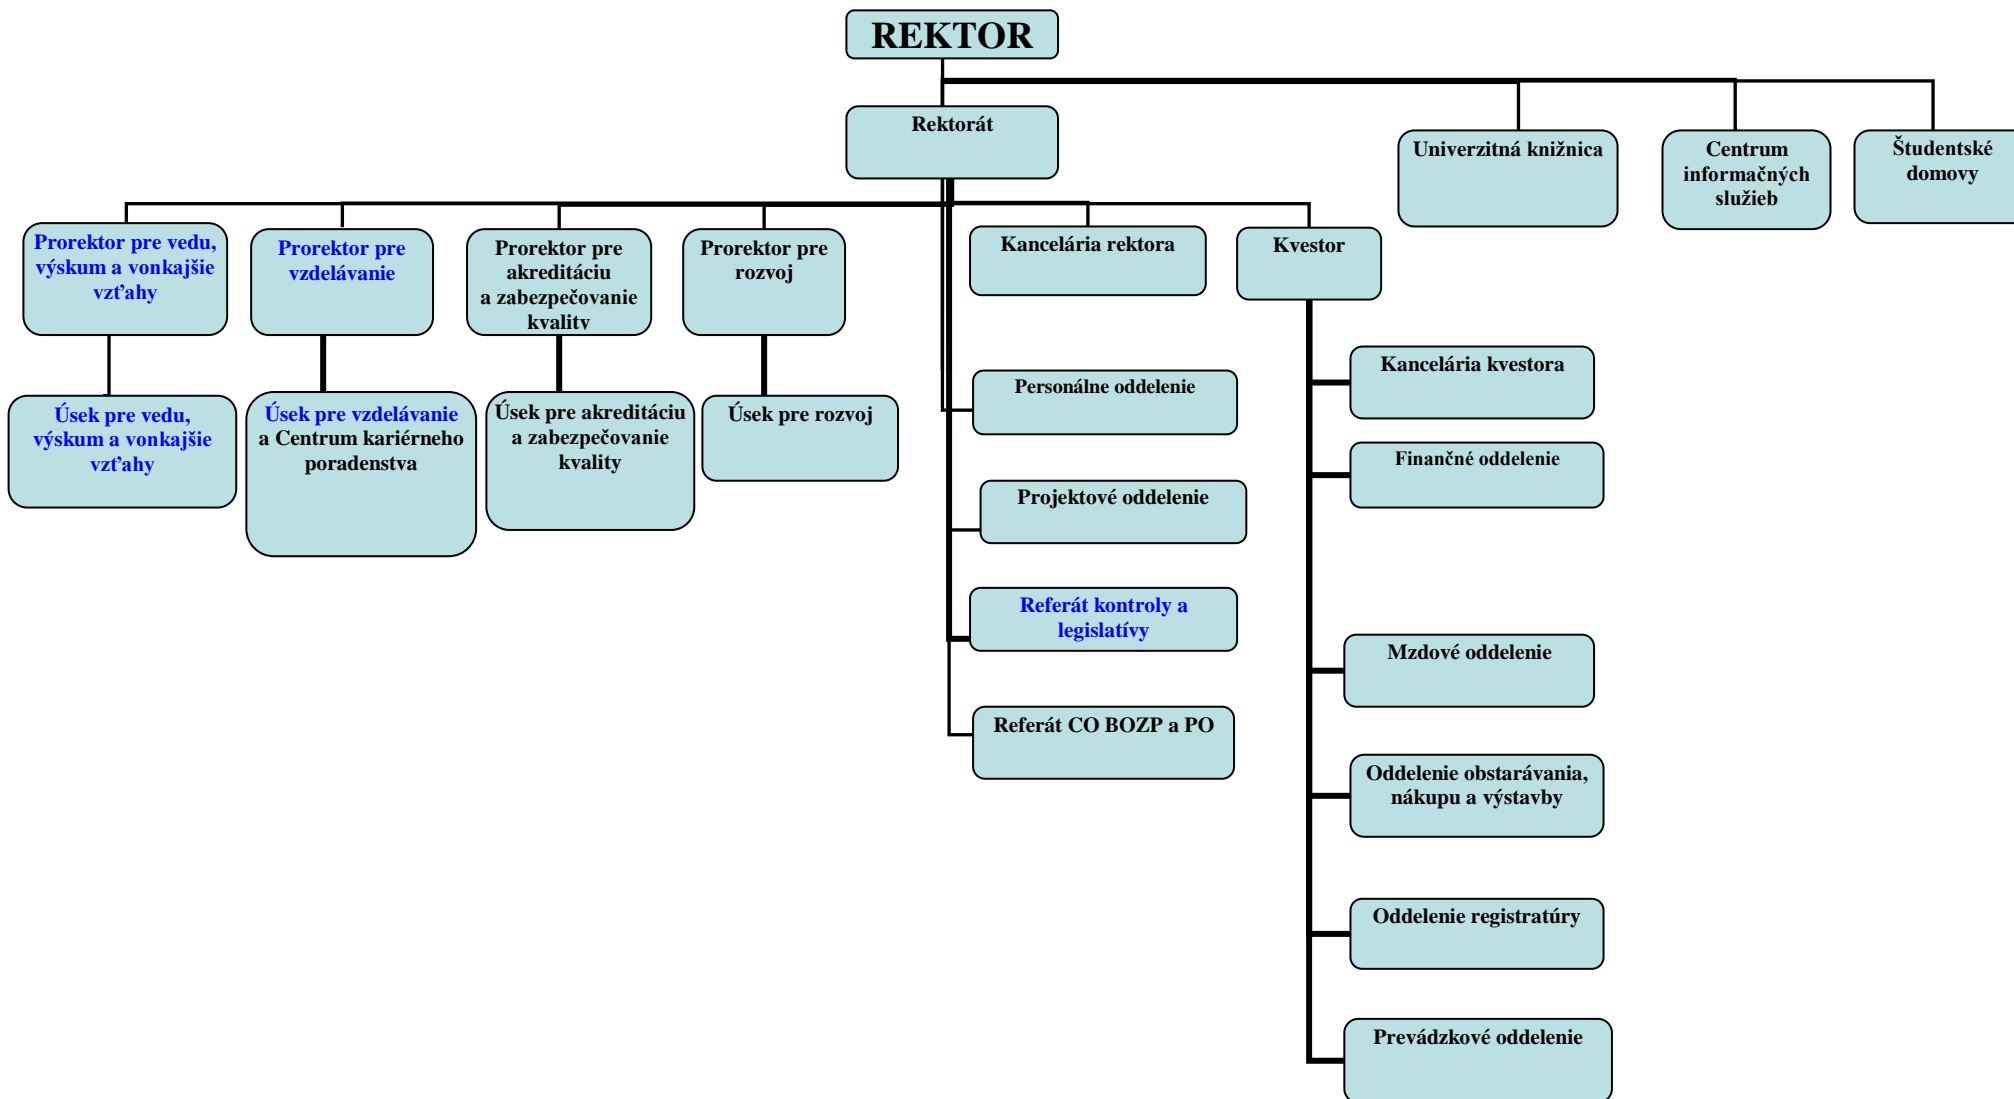 REKTOR
Rektorát
Univerzitná knižnica
Centrum
informačných
služieb
Študentské
domovy
Prorektor pre vedu,
výskum a vonkajšie
vzťahy
Prorektor pre
vzdelávanie
Prorektor pre
akreditáciu
a zabezpečovanie
kvality
Prorektor pre
rozvoj
Kancelária rektora
Kvestor
Úsek pre vedu,
výskum a vonkajšie
vzťahy
Úsek pre vzdelávanie
a Centrum kariérneho
poradenstva
Úsek pre akreditáciu
a zabezpečovanie
kvality
Úsek pre rozvoj
Personálne oddelenie
Projektové oddelenie
Referát kontroly a
legislatívy
Referát CO BOZP a PO
Kancelária kvestora
Finančné oddelenie
Mzdové oddelenie
Oddelenie obstarávania,
nákupu a výstavby
Oddelenie registratúry
Prevádzkové oddelenie